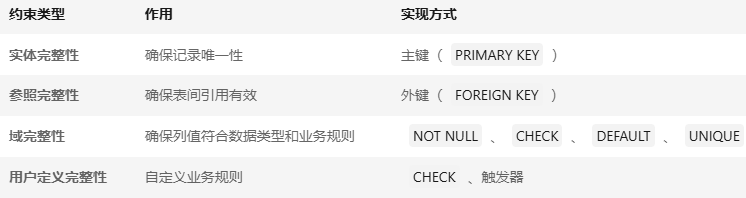 约束类型 作用 实现方式
实体完整性 确保记录唯一性 主键（ PRIMARY KEY ）
参照完整性 确保表间引用有效 外键（ FOREIGN KEY ）
域完整性 确保列值符合数据类型和业务规则 NOT NULL 、 CHECK 、 DEFAULT 、 UNIQUE
用户定义完整性 自定义业务规则 CHECK 、触发器